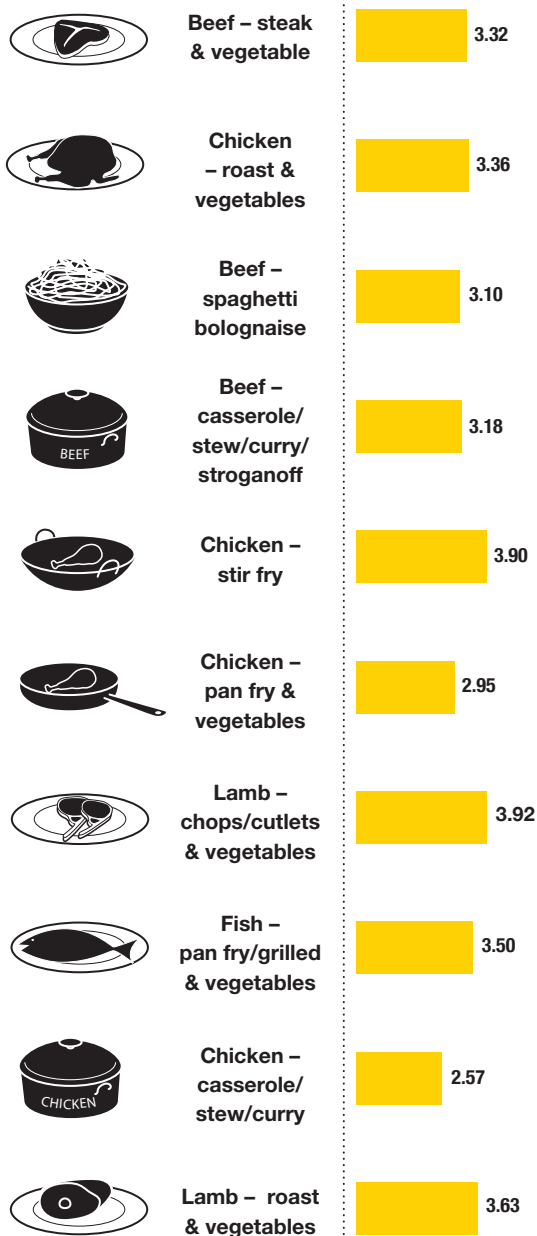 Beef – steak
& vegetable
3.32
Chicken
– roast &
vegetables
3.36
Beef –
spaghetti
bolognaise
3.10
Beef –
casserole/
stew/curry/
stroganoff
BEEF
3.18
Chicken –
stir fry
3.90
Chicken –
pan fry &
vegetables
2.95
Lamb –
chops/cutlets
& vegetables
3.92
Fish –
pan fry/grilled
& vegetables
3.50
Chicken –
casserole/
stew/curry
CHICKEN
2.57
Lamb – roast
& vegetables
3.63